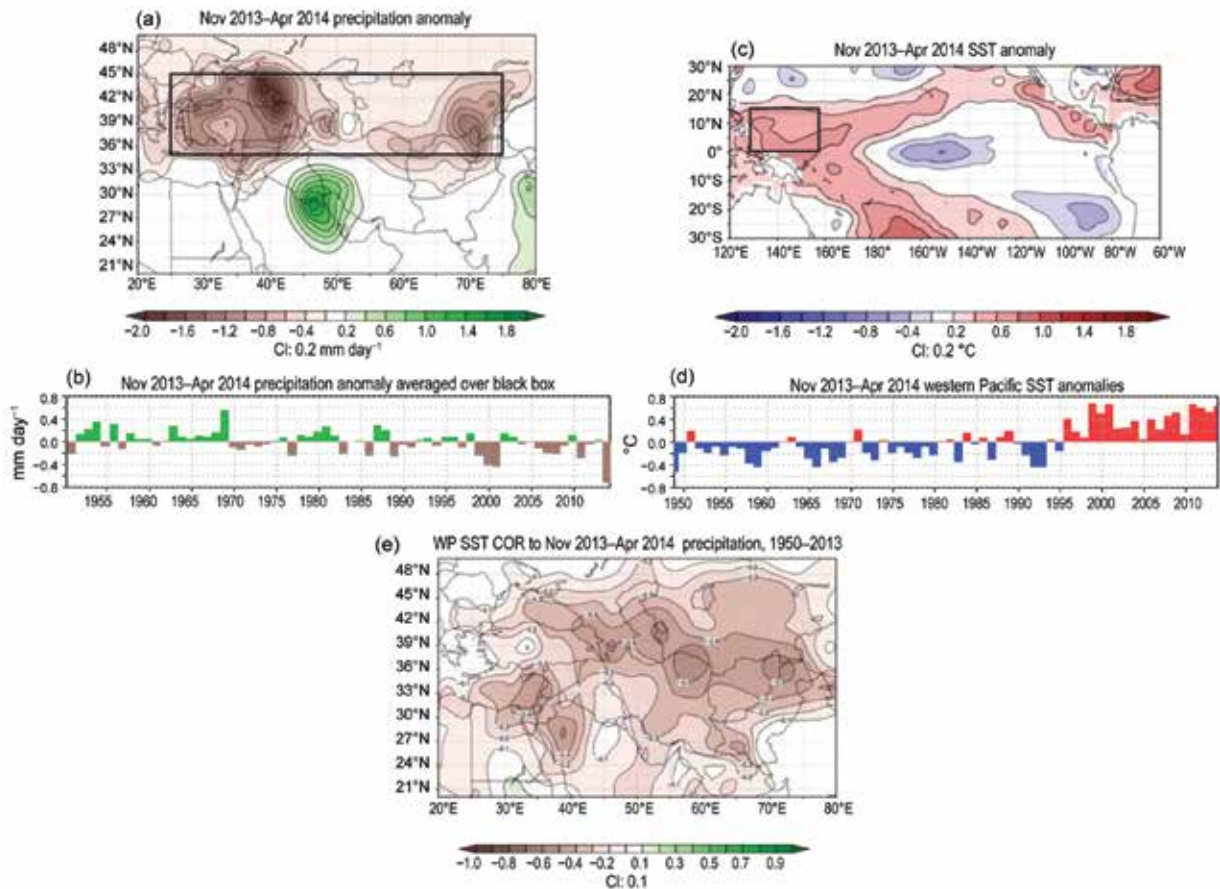 (a)
Nov 2013–Apr 2014 precipitation anomaly
48°N
45°N
42°N
39°N
36°N
33°N
30°N
27°N
24°N
21°N
20°E 30°E 40°E 50°E 60°E 70°E 80°E
−2.0 −1.6 −1.2 −0.8 −0.4 0.2 0.6 1.0 1.4 1.8
CI: 0.2 mm day⁻¹
(c)
Nov 2013–Apr 2014 SST anomaly
30°N
20°N
10°N
0°
10°S
20°S
30°S
120°E 140°E 160°E 180° 160°W 140°W 120°W 100°W 80°W 60°W
−2.0 −1.6 −1.2 −0.8 −0.4 0.2 0.6 1.0 1.4 1.8
CI: 0.2 °C
(b)
Nov 2013–Apr 2014 precipitation anomaly averaged over black box
mm day⁻¹
0.8
0.4
0.0
−0.4
−0.8
1955 1960 1965 1970 1975 1980 1985 1990 1995 2000 2005 2010
(d)
Nov 2013–Apr 2014 western Pacific SST anomalies
°C
0.8
0.4
0.0
−0.4
0.8
1950 1955 1960 1965 1970 1975 1980 1985 1990 1995 2000 2005 2010
(e)
WP SST COR to Nov 2013–Apr 2014 precipitation, 1950–2013
48°N
45°N
42°N
39°N
36°N
33°N
30°N
27°N
24°N
21°N
20°E 30°E 40°E 50°E 60°E 70°E 80°E
−1.0 −0.8 −0.6 −0.4 −0.2 0.1 0.3 0.5 0.7 0.9
CI: 0.1